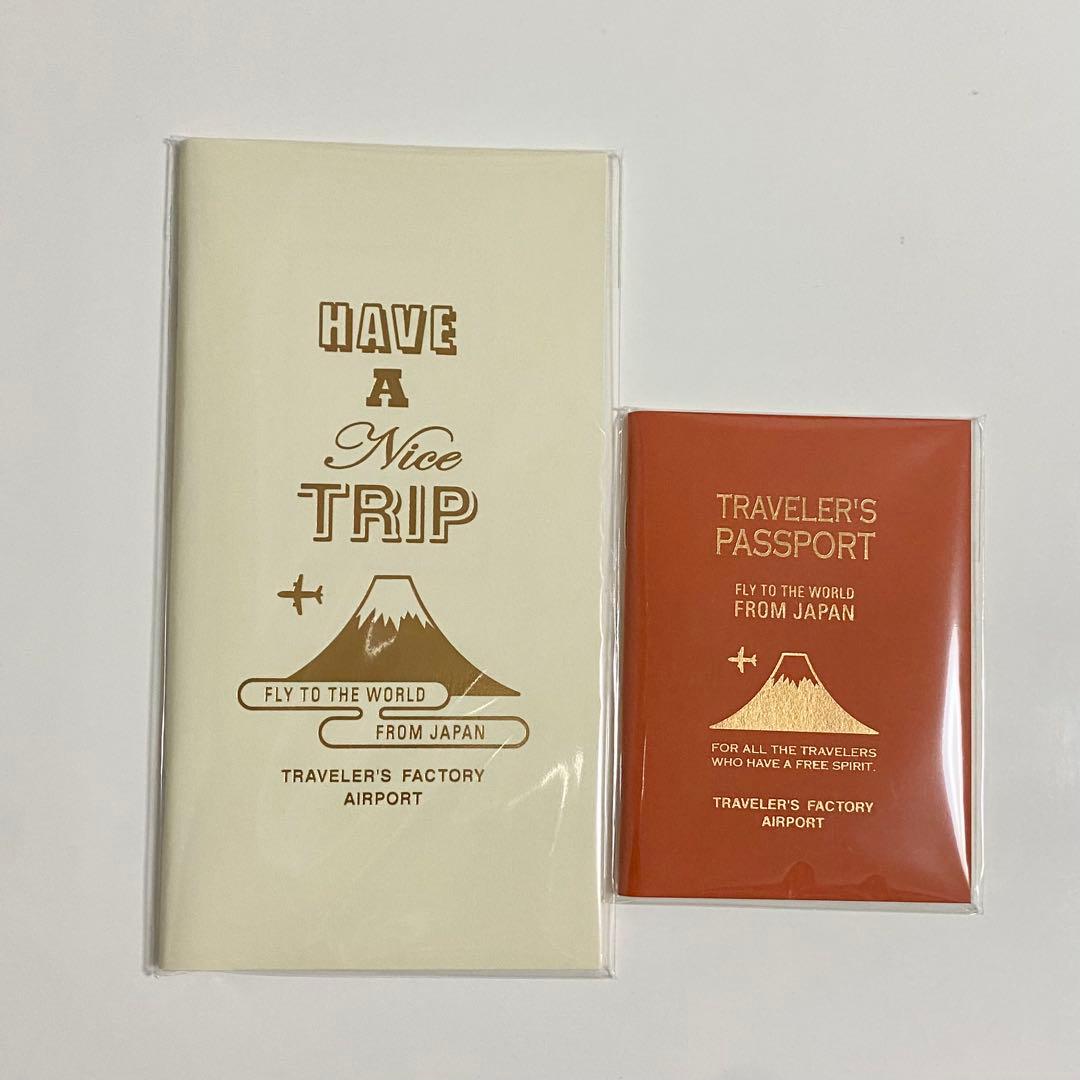 HAVE
A
Nice
TRIP
FLY TO THE WORLD
FROM JAPAN
TRAVELER'S FACTORY
AIRPORT
TRAVELER'S
PASSPORT
FLY TO THE WORLD
FROM JAPAN
FOR ALL THE TRAVELERS
WHO HAVE A FREE SPIRIT.
TRAVELER'S FACTORY
AIRPORT